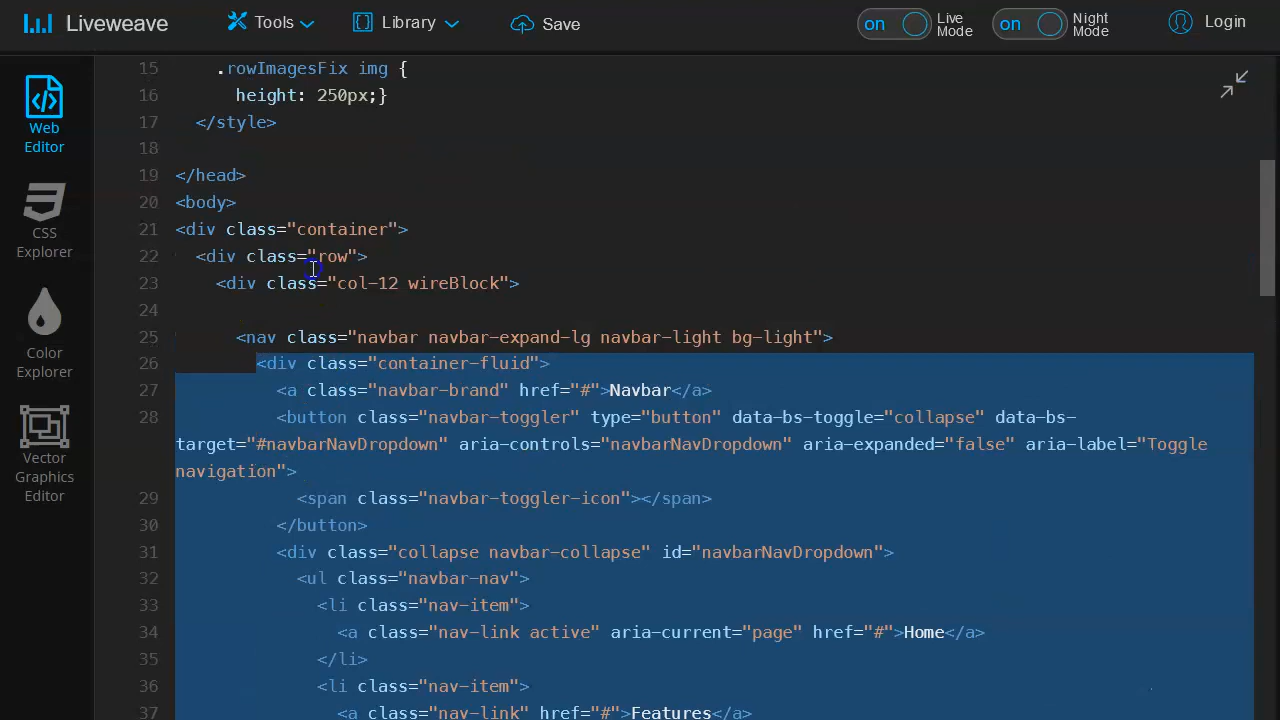 Liveweave
Tools
Library
Save
on
Live Mode
on
Night Mode
Login
Web Editor
CSS Explorer
Color Explorer
Vector Graphics Editor
15 .rowImagesFix img {
16 height: 250px;}
17 </style>
18
19 </head>
20 <body>
21 <div class="container">
22 <div class="row">
23 <div class="col-12 wireBlock">
24
25 <nav class="navbar navbar-expand-lg navbar-light bg-light">
26 <div class="container-fluid">
27 <a class="navbar-brand" href="#">Navbar</a>
28 <button class="navbar-toggler" type="button" data-bs-toggle="collapse" data-bs-
target="#navbarNavDropdown" aria-controls="navbarNavDropdown" aria-expanded="false" aria-label="Toggle
navigation">
29 <span class="navbar-toggler-icon"></span>
30 </button>
31 <div class="collapse navbar-collapse" id="navbarNavDropdown">
32 <ul class="navbar-nav">
33 <li class="nav-item">
34 <a class="nav-link active" aria-current="page" href="#">Home</a>
35 </li>
36 <li class="nav-item">
37 <a class="nav-link" href="#">Features</a>